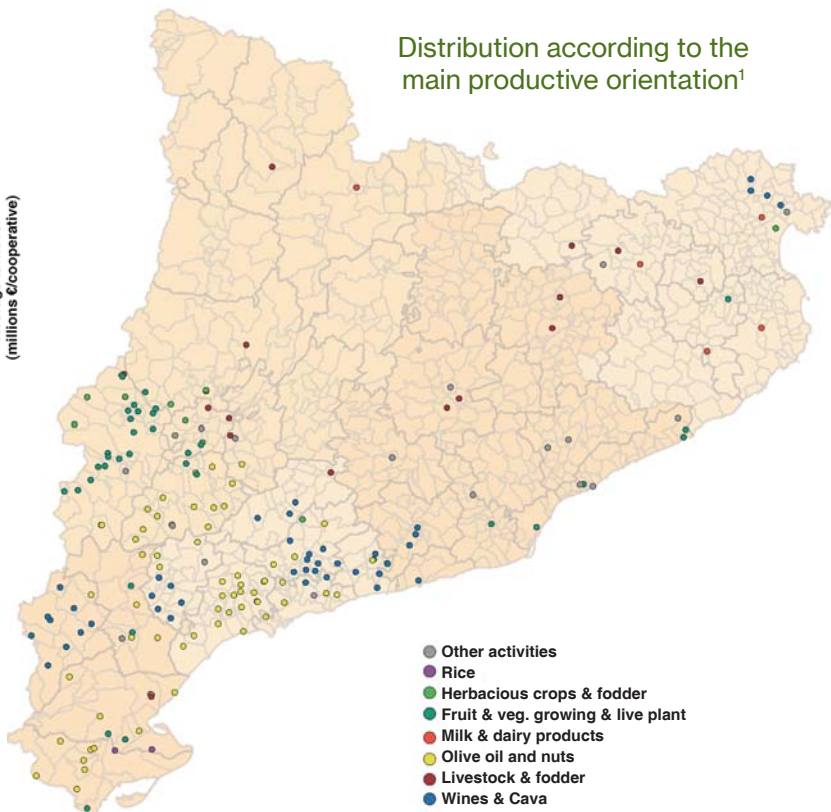 Distribution according to the
main productive orientation¹
(millions €/cooperative)
Other activities
Rice
Herbacious crops & fodder
Fruit & veg. growing & live plant
Milk & dairy products
Olive oil and nuts
Livestock & fodder
Wines & Cava